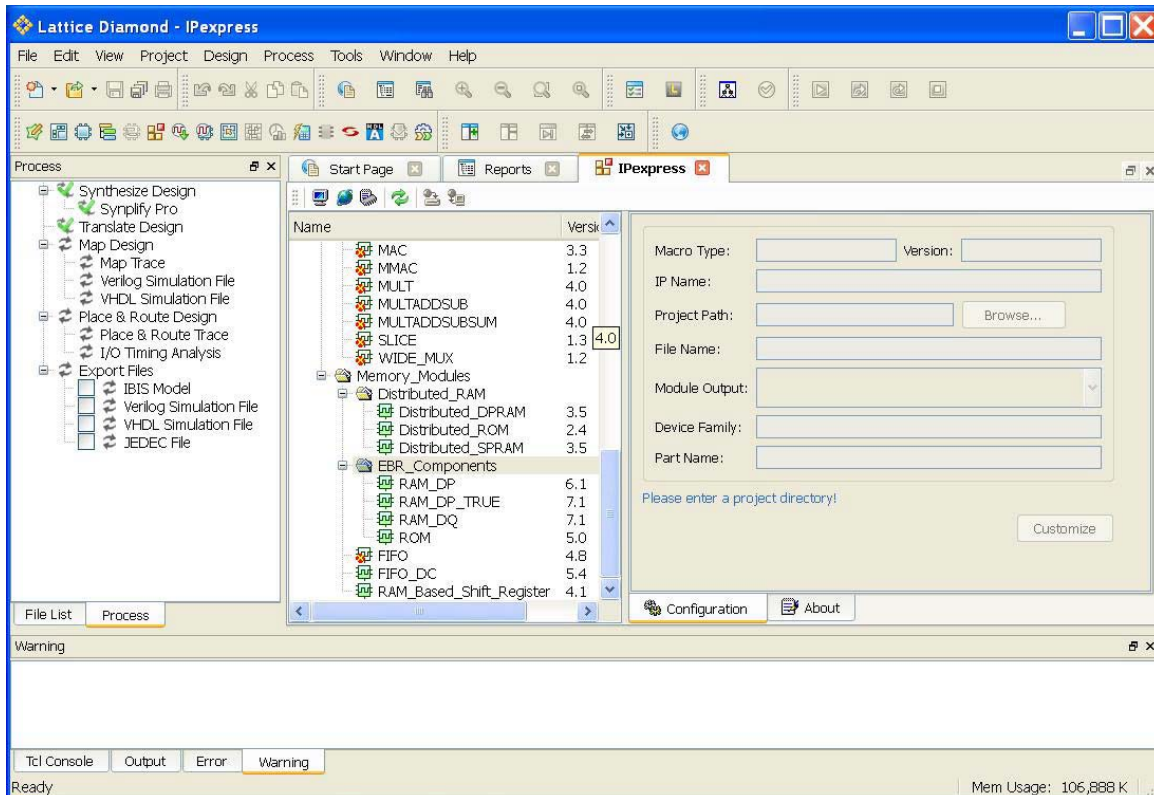 Lattice Diamond - IPexpress
File Edit View Project Design Process Tools Window Help
Process
Start Page
Reports
IPexpress
Synthesize Design
Synplify Pro
Translate Design
Map Design
Map Trace
Verilog Simulation File
VHDL Simulation File
Place & Route Design
Place & Route Trace
I/O Timing Analysis
Export Files
IBIS Model
Verilog Simulation File
VHDL Simulation File
JEDEC File
File List Process
Name Versi
MAC 3.3
MMAC 1.2
MULT 4.0
MULTADDSUB 4.0
MULTADDSUBSUM 4.0
SLICE 1.3
4.0
WIDE_MUX 1.2
Memory_Modules
Distributed_RAM
Distributed_DPRAM 3.5
Distributed_ROM 2.4
Distributed_SPRAM 3.5
EBR_Components
RAM_DP 6.1
RAM_DP_TRUE 7.1
RAM_DQ 7.1
ROM 5.0
FIFO 4.8
FIFO_DC 5.4
RAM_Based_Shift_Register 4.1
Macro Type: Version:
IP Name:
Project Path: Browse...
File Name:
Module Output:
Device Family:
Part Name:
Please enter a project directory!
Customize
Configuration About
Warning
Tcl Console Output Error Warning
Ready Mem Usage: 106,888 K